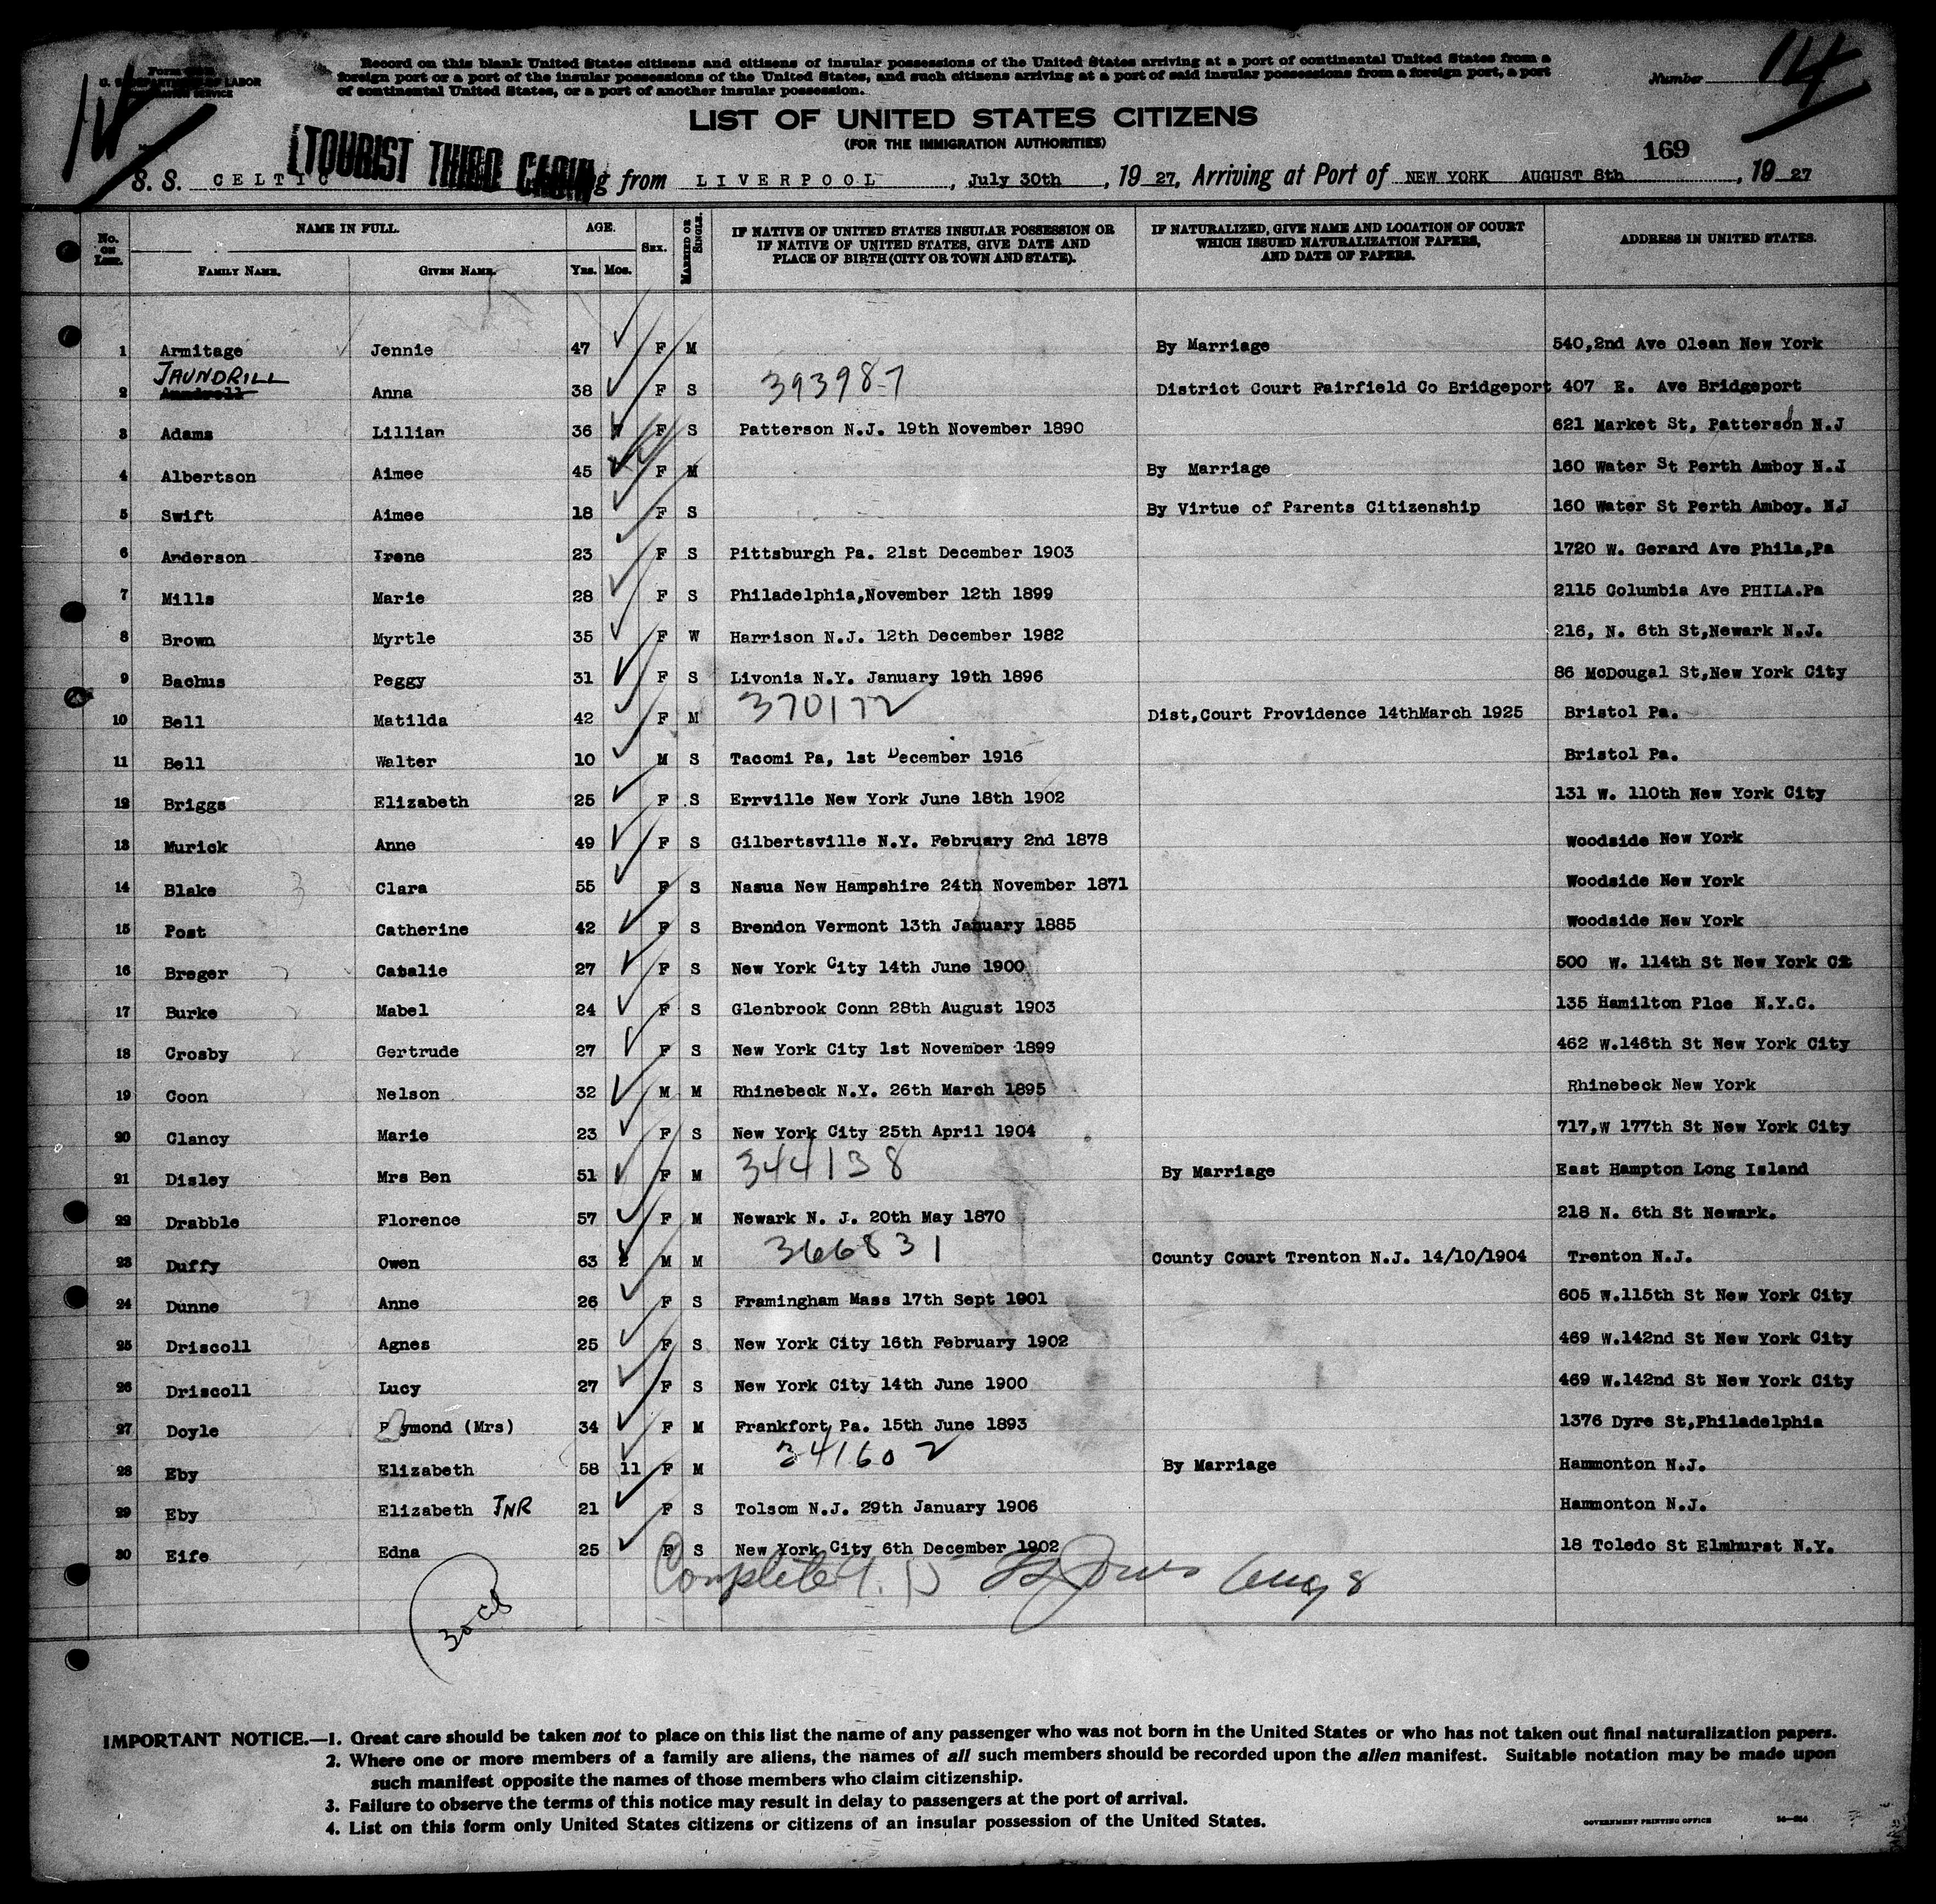 Record on this blank United States citizens and citizens of insular possessions of the United States arriving at a port of continental United States from a
foreign port or a port of the insular possessions of the United States, and such citizens arriving at a port of said insular possessions from a foreign port, a port
of continental United States, or a port of another insular possession.
Number 14
14
LIST OF UNITED STATES CITIZENS
(FOR THE IMMIGRATION AUTHORITIES)
169
TOURIST THIRD CABIN
S. S. CELTIC from LIVERPOOL, July 30th, 1927, Arriving at Port of NEW YORK AUGUST 8th, 1927
No. on List. NAME IN FULL. AGE. Sex. Married or Single. IF NATIVE OF UNITED STATES INSULAR POSSESSION OR IF NATIVE OF UNITED STATES, GIVE DATE AND PLACE OF BIRTH (CITY OR TOWN AND STATE). IF NATURALIZED, GIVE NAME AND LOCATION OF COURT WHICH ISSUED NATURALIZATION PAPERS, AND DATE OF PAPERS. ADDRESS IN UNITED STATES.
Family Name. Given Name. Yrs. Mos.
1 Armitage Jennie 47 F M By Marriage 540,2nd Ave Olean New York
2 JAUNDRILL Anna 38 F S 393987 District Court Fairfield Co Bridgeport 407 E. Ave Bridgeport
3 Adams Lillian 36 F S Patterson N.J. 19th November 1890 621 Market St, Patterson N.J
4 Albertson Aimee 45 F M By Marriage 160 Water St Perth Amboy N.J
5 Swift Aimee 18 F S By Virtue of Parents Citizenship 160 Water St Perth Amboy. NJ
6 Anderson Irene 23 F S Pittsburgh Pa. 21st December 1903 1720 W. Gerard Ave Phila,Pa
7 Mills Marie 28 F S Philadelphia,November 12th 1899 2115 Columbia Ave PHILA.Pa
8 Brown Myrtle 35 F W Harrison N.J. 12th December 1982 216, N. 6th St,Newark N.J.
9 Bachus Peggy 31 F S Livonia N.Y. January 19th 1896 86 McDougal St,New York City
10 Bell Matilda 42 F M 370172 Dist,Court Providence 14thMarch 1925 Bristol Pa.
11 Bell Walter 10 M S Tacomi Pa, 1st December 1916 Bristol Pa.
12 Briggs Elizabeth 25 F S Errville New York June 18th 1902 131 W. 110th New York City
13 Murick Anne 49 F S Gilbertsville N.Y. February 2nd 1878 Woodside New York
14 Blake Clara 55 F S Nasua New Hampshire 24th November 1871 Woodside New York
15 Post Catherine 42 F S Brendon Vermont 13th January 1885 Woodside New York
16 Breger Catalie 27 F S New York City 14th June 1900 500 W. 114th St New York
17 Burke Mabel 24 F S Glenbrook Conn 28th August 1903 135 Hamilton Plce N.Y.C.
18 Crosby Gertrude 27 F S New York City 1st November 1899 462 W.146th St New York City
19 Coon Nelson 32 M M Rhinebeck N.Y. 26th March 1895 Rhinebeck New York
20 Clancy Marie 23 F S New York City 25th April 1904 717,W 177th St New York City
21 Disley Mrs Ben 51 F M 344138 By Marriage East Hampton Long Island
22 Drabble Florence 57 F M Newark N. J. 20th May 1870 218 N. 6th St Newark.
23 Duffy Owen 63 M M 366831 County Court Trenton N.J. 14/10/1904 Trenton N.J.
24 Dunne Anne 26 F S Framingham Mass 17th Sept 1901 605 W.115th St New York City
25 Driscoll Agnes 25 F S New York City 16th February 1902 469 W.142nd St New York City
26 Driscoll Lucy 27 F S New York City 14th June 1900 469 W.142nd St New York City
27 Doyle (Mrs) 34 F M Frankfort Pa. 15th June 1893 1376 Dyre St,Philadelphia
28 Eby Elizabeth 58 11 F M 341602 By Marriage Hammonton N.J.
29 Eby Elizabeth JNR 21 F S Tolsom N.J. 29th January 1906 Hammonton N.J.
30 Eife Edna 25 F S New York City 6th December 1902 18 Toledo St Elmhurst N.Y.
Complete Aug 8
IMPORTANT NOTICE.—1. Great care should be taken not to place on this list the name of any passenger who was not born in the United States or who has not taken out final naturalization papers.
2. Where one or more members of a family are aliens, the names of all such members should be recorded upon the alien manifest. Suitable notation may be made upon
such manifest opposite the names of those members who claim citizenship.
3. Failure to observe the terms of this notice may result in delay to passengers at the port of arrival.
4. List on this form only United States citizens or citizens of an insular possession of the United States.
GOVERNMENT PRINTING OFFICE